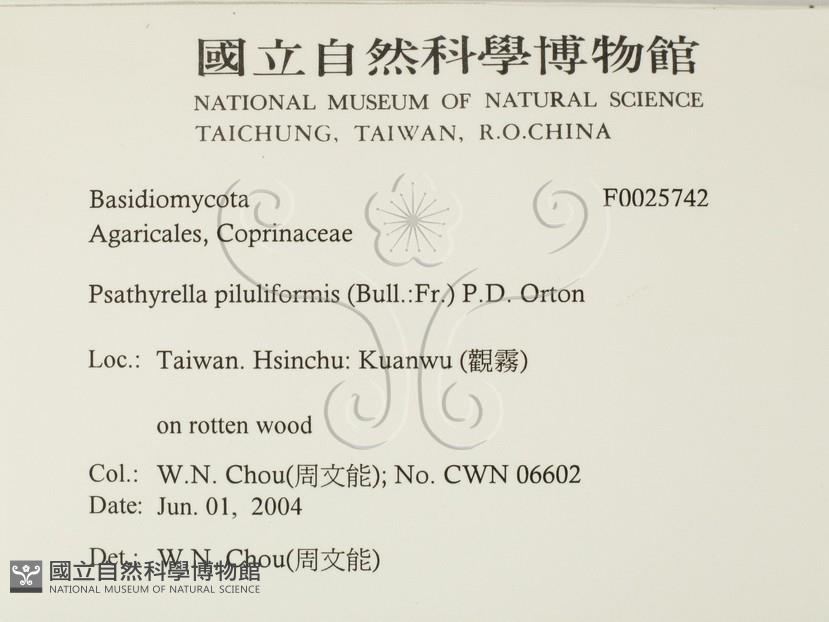 國立自然科學博物館
NATIONAL MUSEUM OF NATURAL SCIENCE
TAICHUNG, TAIWAN, R.O.CHINA
Basidiomycota F0025742
Agaricales, Coprinaceae
Psathyrella piluliformis (Bull.:Fr.) P.D. Orton
Loc.: Taiwan. Hsinchu: Kuanwu (觀霧)
on rotten wood
Col.: W.N. Chou(周文能); No. CWN 06602
Date: Jun. 01, 2004
Det.: W.N. Chou(周文能)
國立自然科學博物館
NATIONAL MUSEUM OF NATURAL SCIENCE